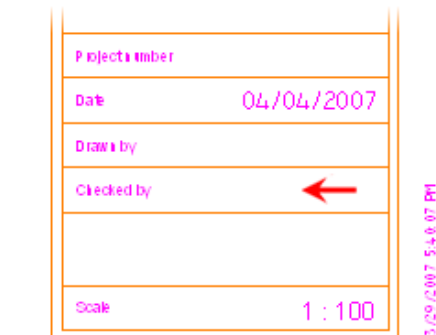 Project number
Date 04/04/2007
Drawn by
Checked by
Scale 1 : 100
5/29/2007 5:40:07 PM